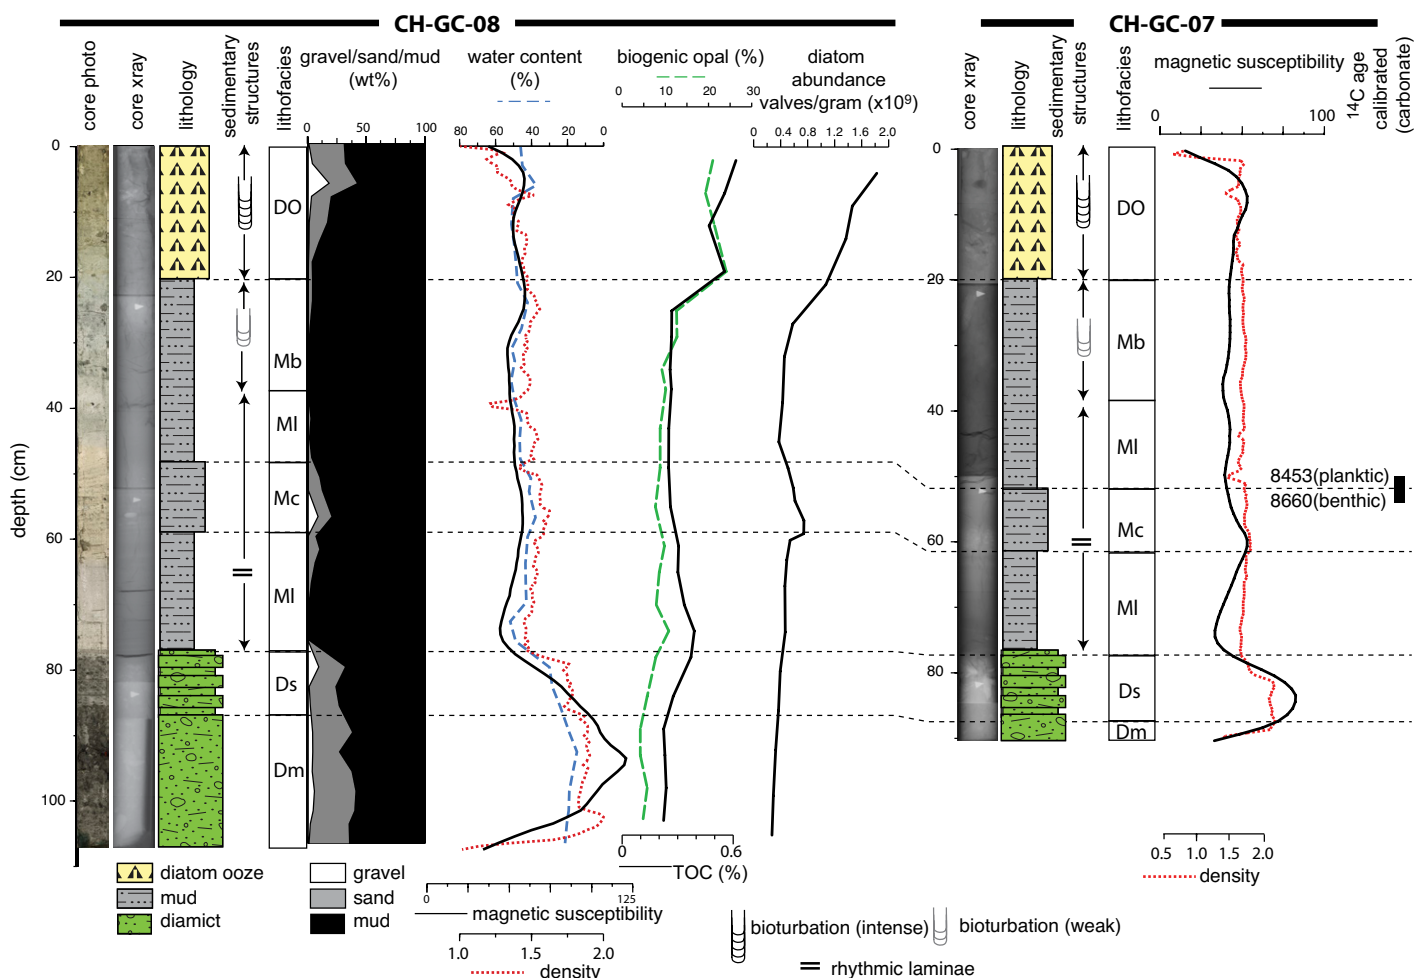 CH-GC-08
CH-GC-07
core photo
core xray
lithology
sedimentary
structures
lithofacies
gravel/sand/mud
(wt%)
0 50 100
water content
(%)
80 60 40 20 0
biogenic opal (%)
0 10 20 30
diatom
abundance
valves/gram (x10⁹)
0 0.4 0.8 1.2 1.6 2.0
core xray
lithology
sedimentary
structures
lithofacies
magnetic susceptibility
0 100
¹⁴C age
calibrated
(carbonate)
depth (cm)
0
20
40
60
80
100
DO
Mb
Ml
Mc
Ml
Ds
Dm
0
20
40
60
80
DO
Mb
Ml
Mc
Ml
Ds
Dm
8453(planktic)
8660(benthic)
diatom ooze
mud
diamict
gravel
sand
mud
0 0.6
TOC (%)
0 125
magnetic susceptibility
1.0 1.5 2.0
density
bioturbation (intense)
bioturbation (weak)
rhythmic laminae
0.5 1.0 1.5 2.0
density